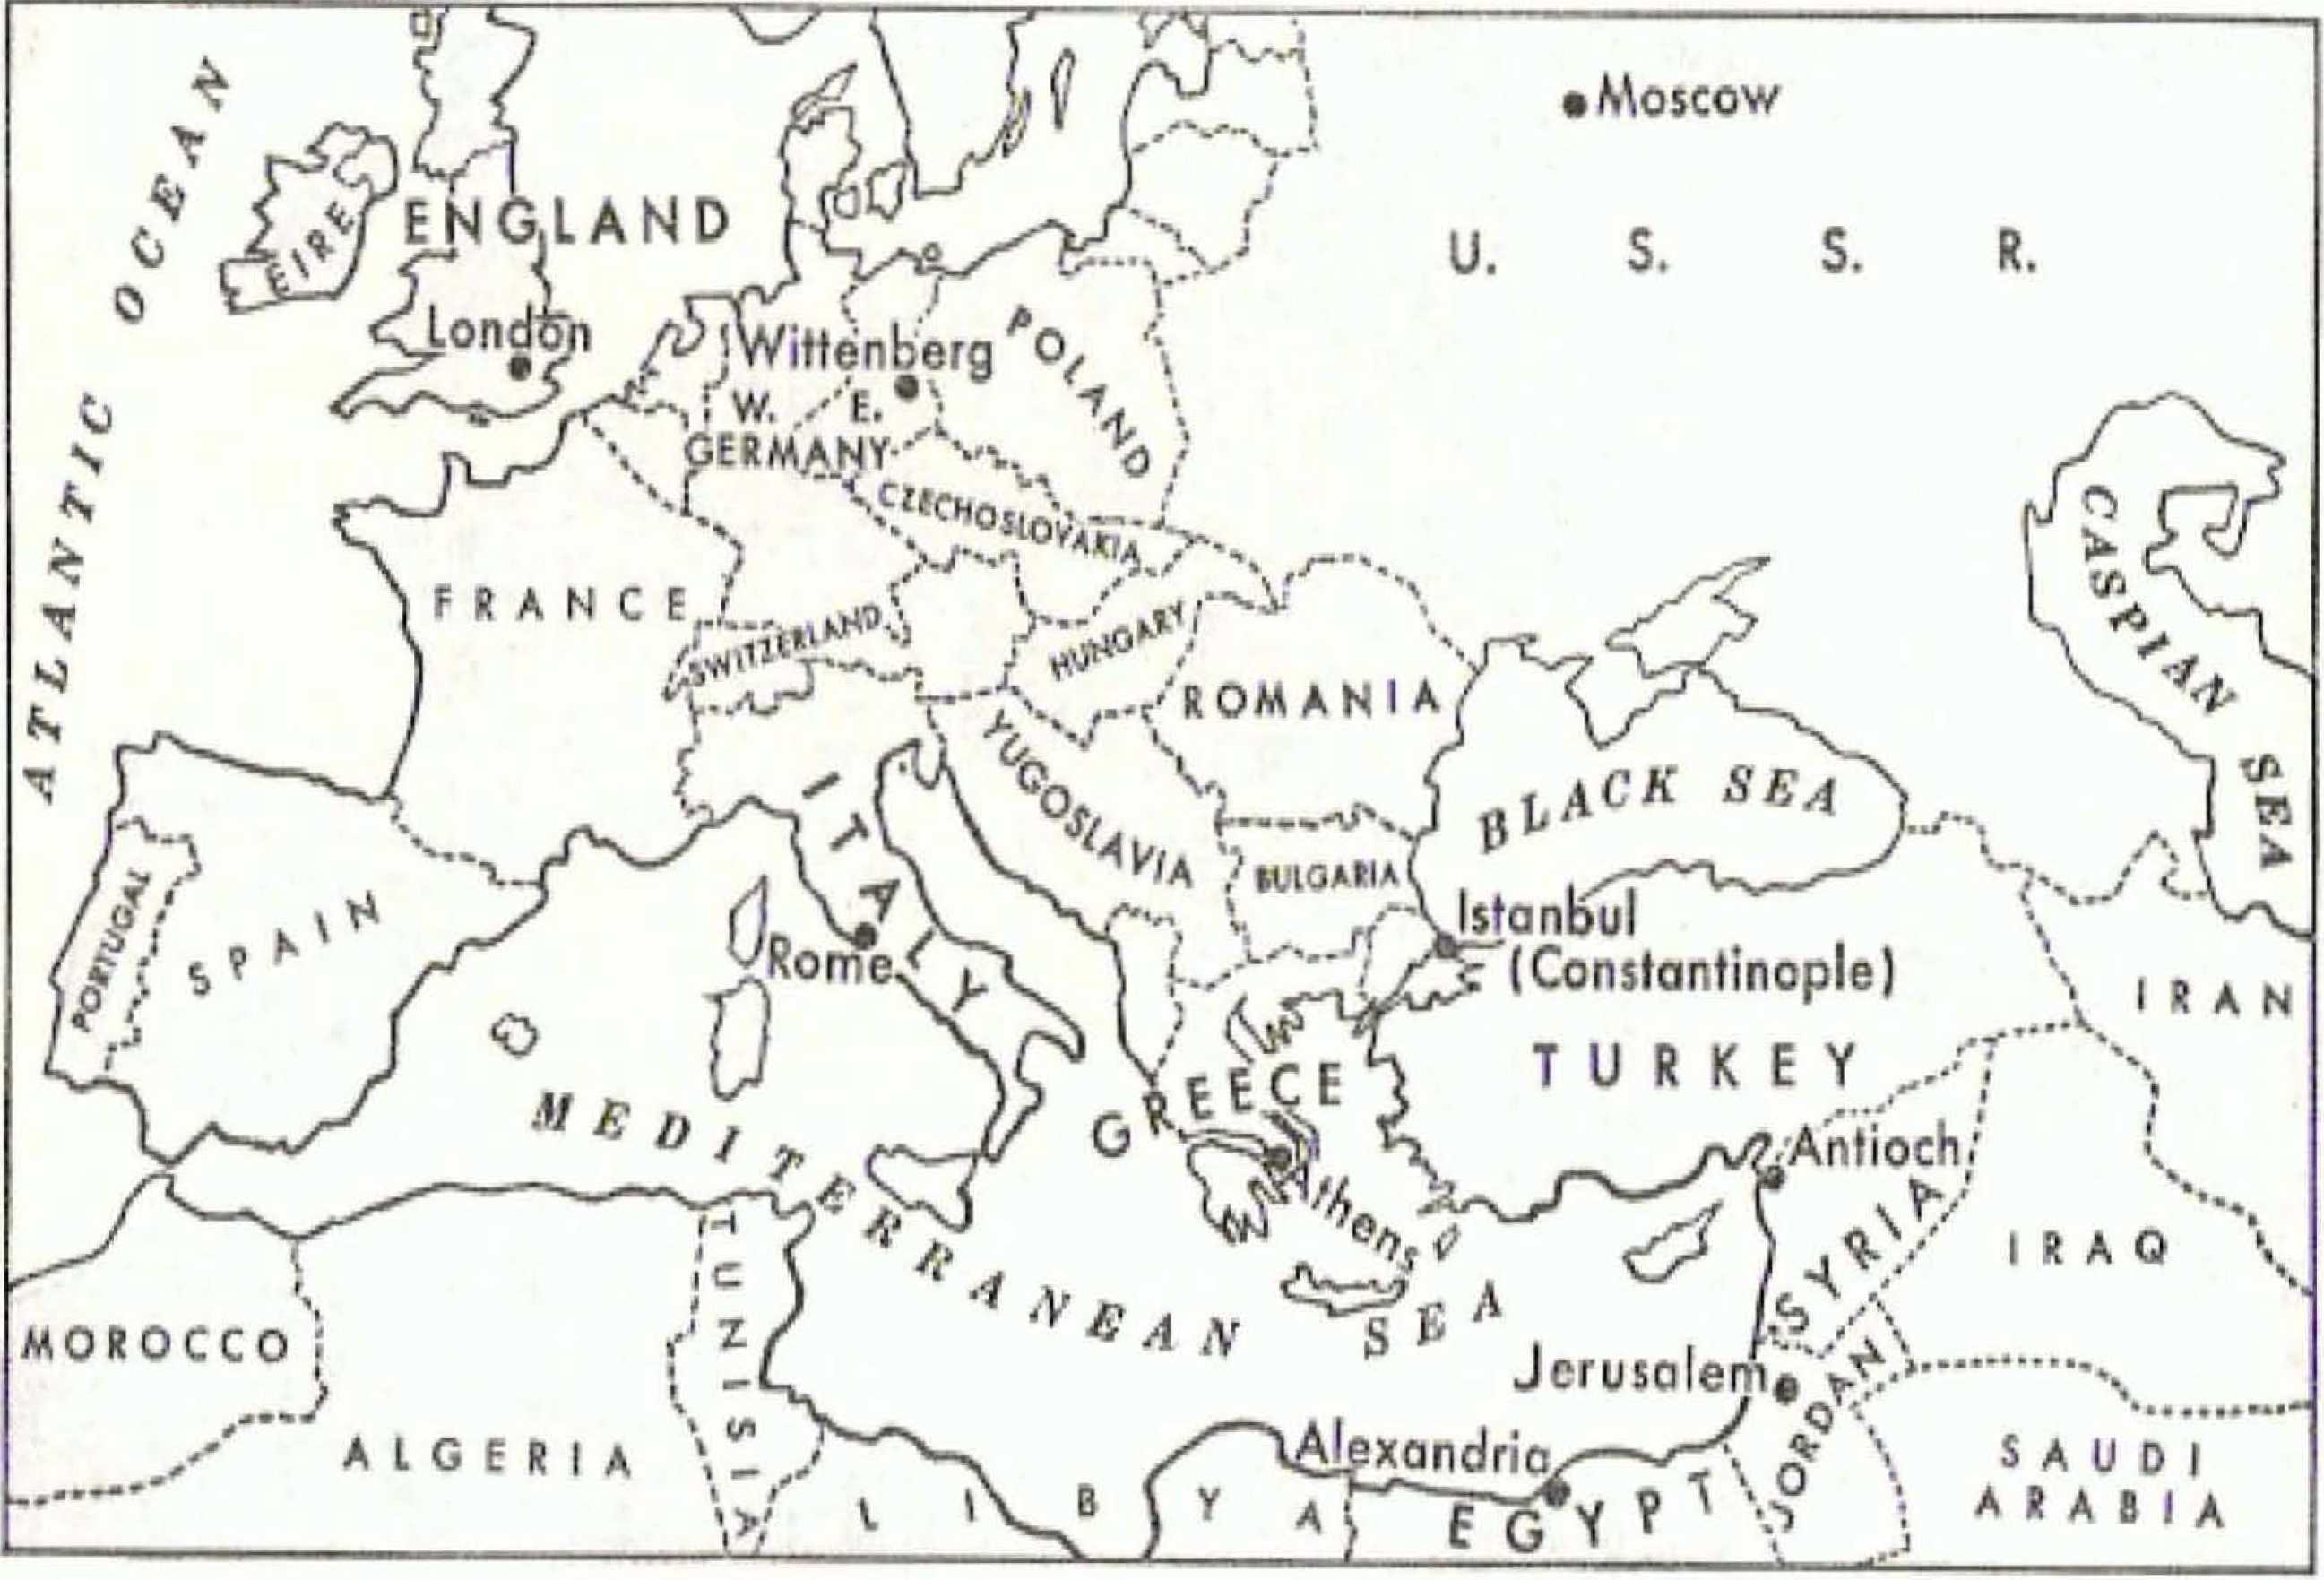 ATLANTIC OCEAN
Moscow
EIRE
ENGLAND
U. S. S. R.
London
Wittenberg
POLAND
W. E.
GERMANY
CZECHOSLOVAKIA
CASPIAN SEA
FRANCE
SWITZERLAND
HUNGARY
ROMANIA
YUGOSLAVIA
ITALY
BLACK SEA
BULGARIA
PORTUGAL
SPAIN
Rome
Istanbul
(Constantinople)
IRAN
TURKEY
GREECE
MEDITERRANEAN SEA
Antioch
Athens
SYRIA
IRAQ
TUNISIA
MOROCCO
Jerusalem
JORDAN
ALGERIA
Alexandria
LIBYA
EGYPT
SAUDI
ARABIA